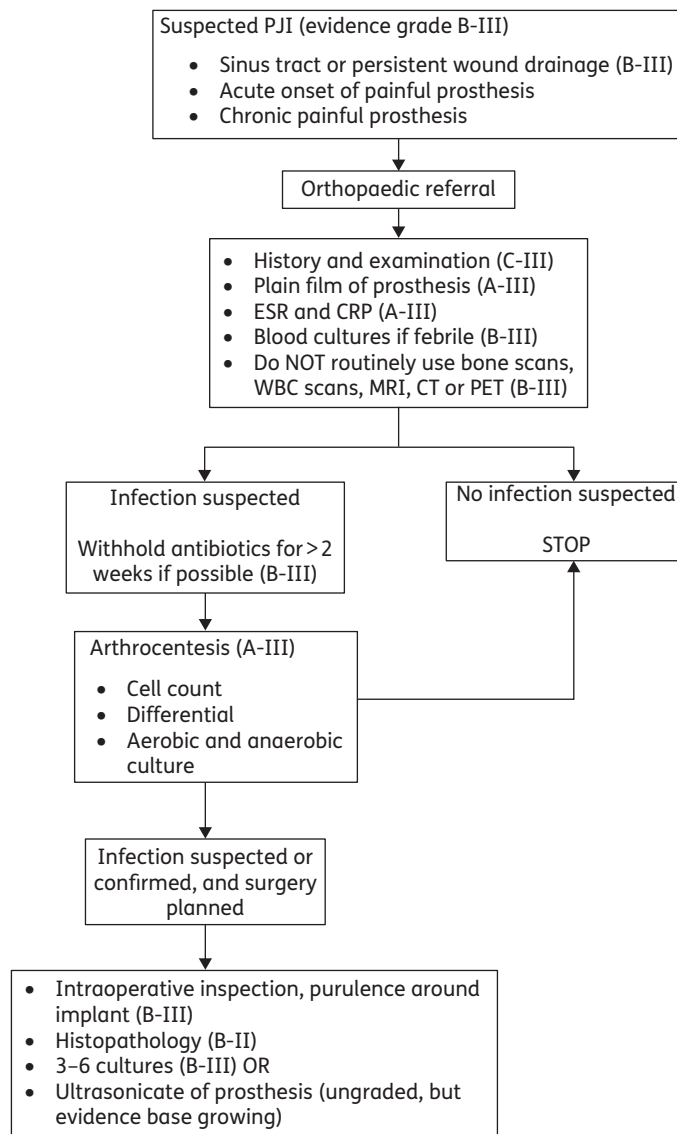 Suspected PJI (evidence grade B-III)
• Sinus tract or persistent wound drainage (B-III)
• Acute onset of painful prosthesis
• Chronic painful prosthesis
Orthopaedic referral
• History and examination (C-III)
• Plain film of prosthesis (A-III)
• ESR and CRP (A-III)
• Blood cultures if febrile (B-III)
• Do NOT routinely use bone scans,
WBC scans, MRI, CT or PET (B-III)
Infection suspected
Withhold antibiotics for >2
weeks if possible (B-III)
No infection suspected
STOP
Arthrocentesis (A-III)
• Cell count
• Differential
• Aerobic and anaerobic
culture
Infection suspected or
confirmed, and surgery
planned
• Intraoperative inspection, purulence around
implant (B-III)
• Histopathology (B-II)
• 3–6 cultures (B-III) OR
• Ultrasonicate of prosthesis (ungraded, but
evidence base growing)